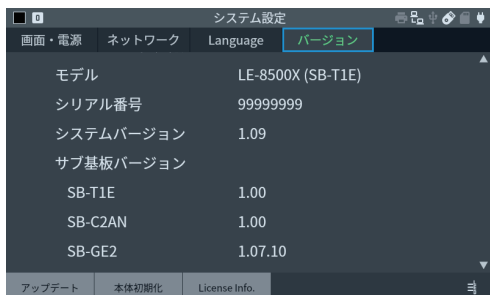 0 システム設定
画面・電源 ネットワーク Language バージョン
モデル LE-8500X (SB-T1E)
シリアル番号 99999999
システムバージョン 1.09
サブ基板バージョン
SB-T1E 1.00
SB-C2AN 1.00
SB-GE2 1.07.10
アップデート 本体初期化 License Info.